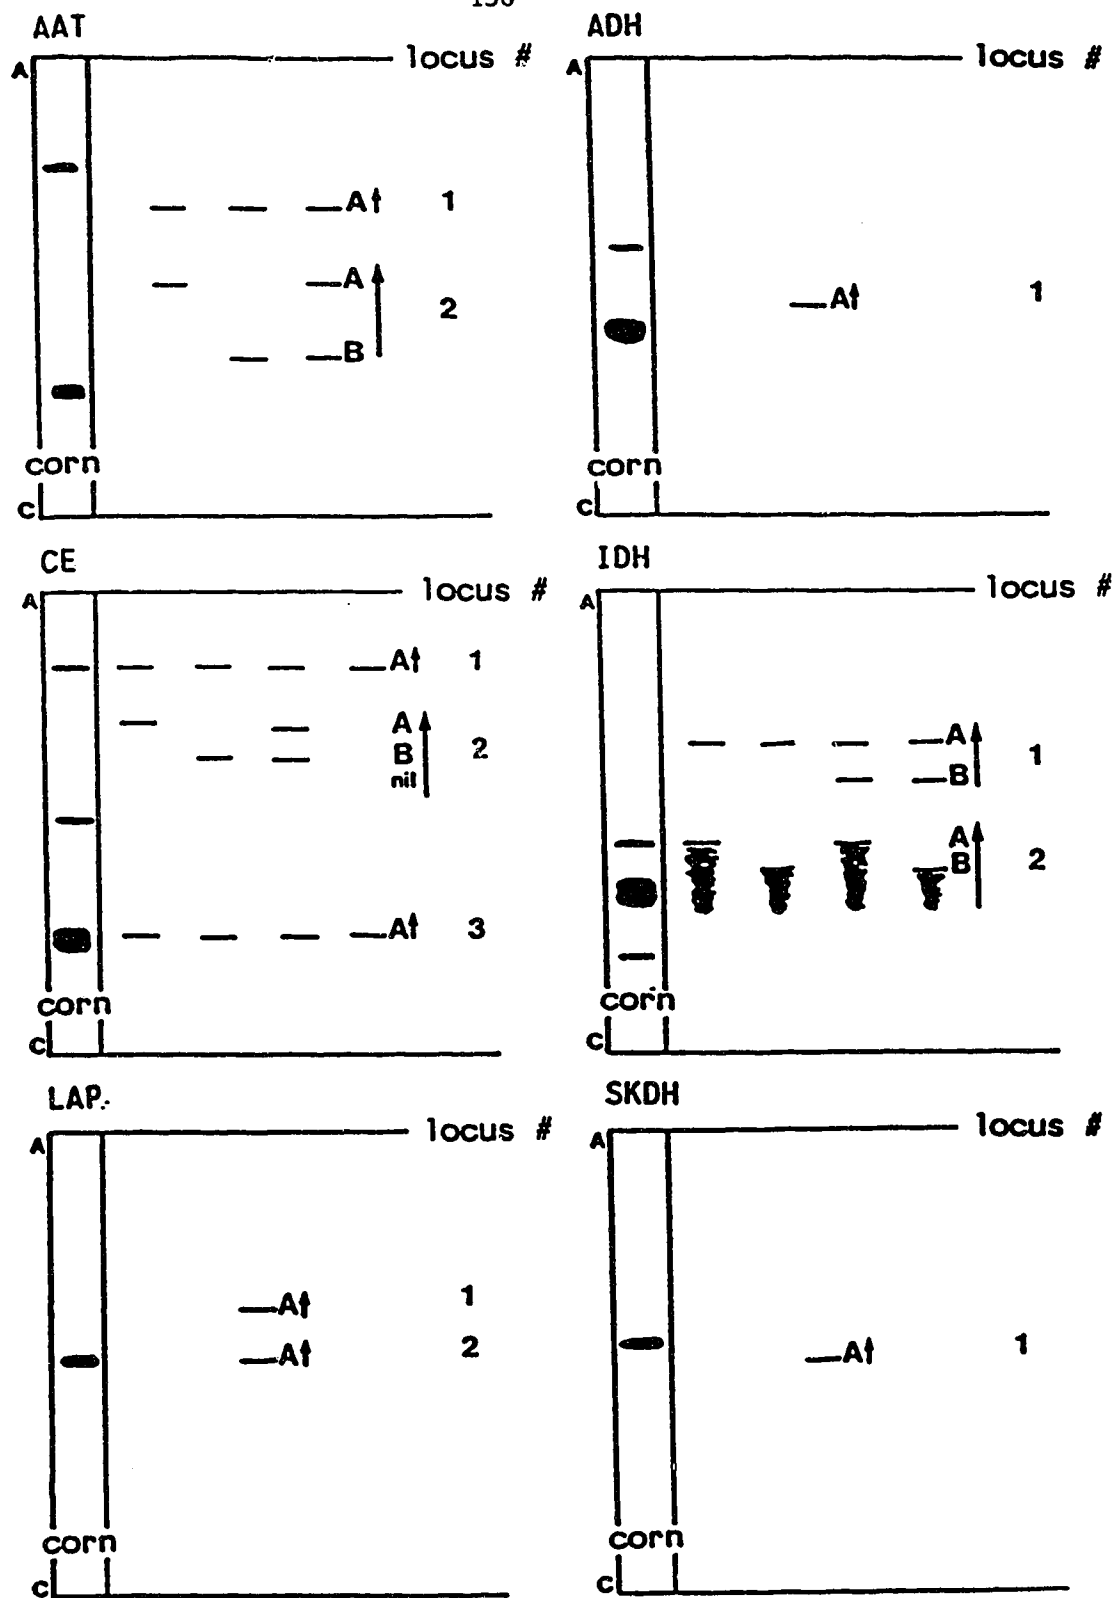 AAT
locus #
A
A↑ 1
A
2
B
corn
C
ADH
locus #
A
A↑ 1
corn
C
CE
locus #
A
A↑ 1
A
B 2
nil
A↑ 3
corn
C
IDH
locus #
A
A
1
B
A
B 2
corn
C
LAP
locus #
A
A↑ 1
A↑ 2
corn
C
SKDH
locus #
A
A↑ 1
corn
C